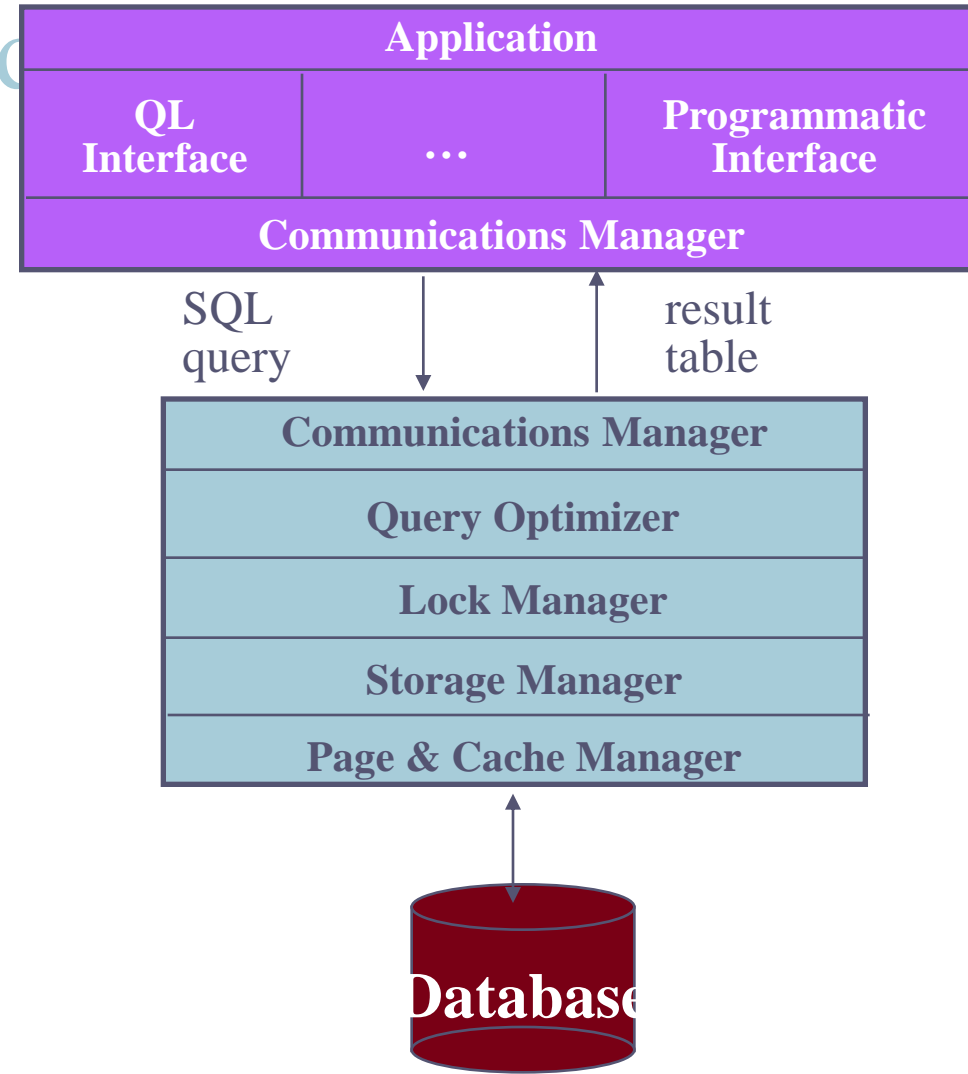 Application
QL
Interface
…
Programmatic
Interface
Communications Manager
SQL
query
result
table
Communications Manager
Query Optimizer
Lock Manager
Storage Manager
Page & Cache Manager
Database